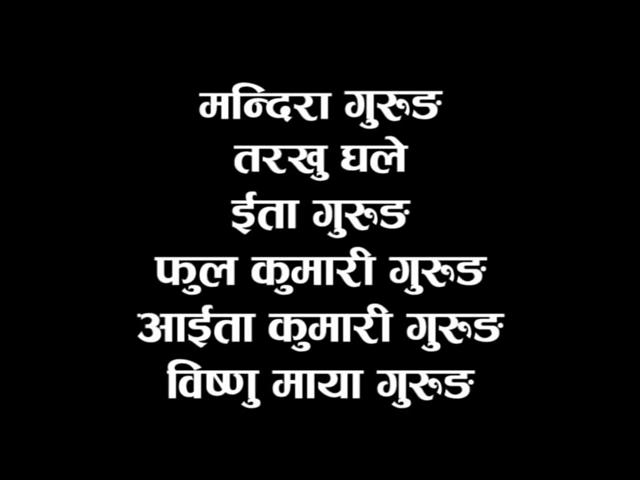 मन्दिरा गुरुङ
तरखु घले
ईता गुरुङ
फुल कुमारी गुरुङ
आईता कुमारी गुरुङ
विष्णु माया गुरुङ